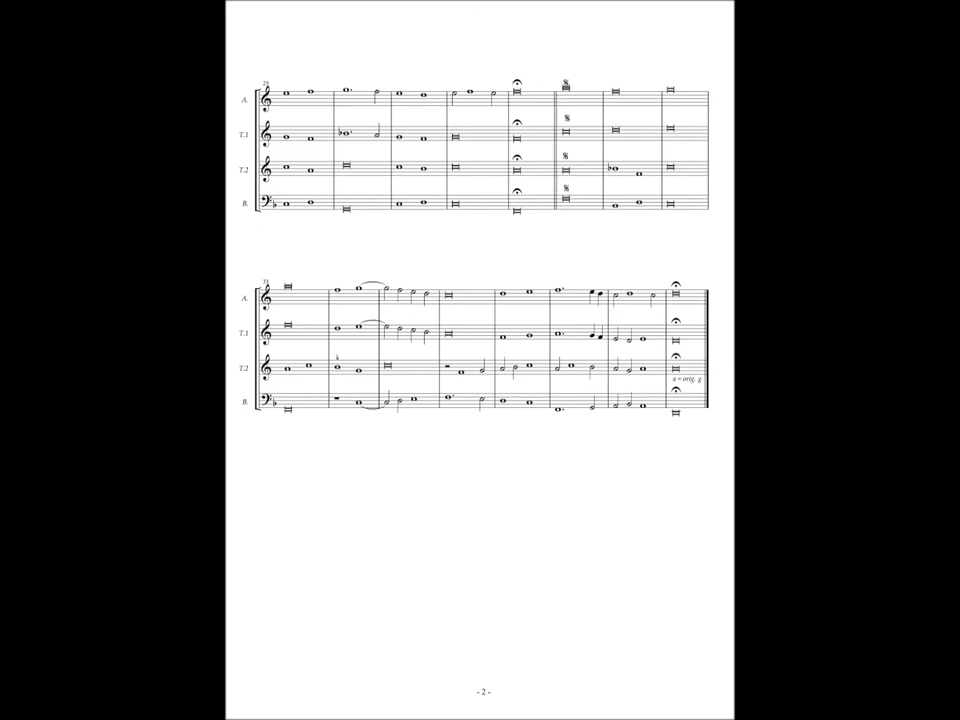 25
A.
T.1
T.2
B.
33
A.
T.1
T.2
a = orig. g
B.
- 2 -